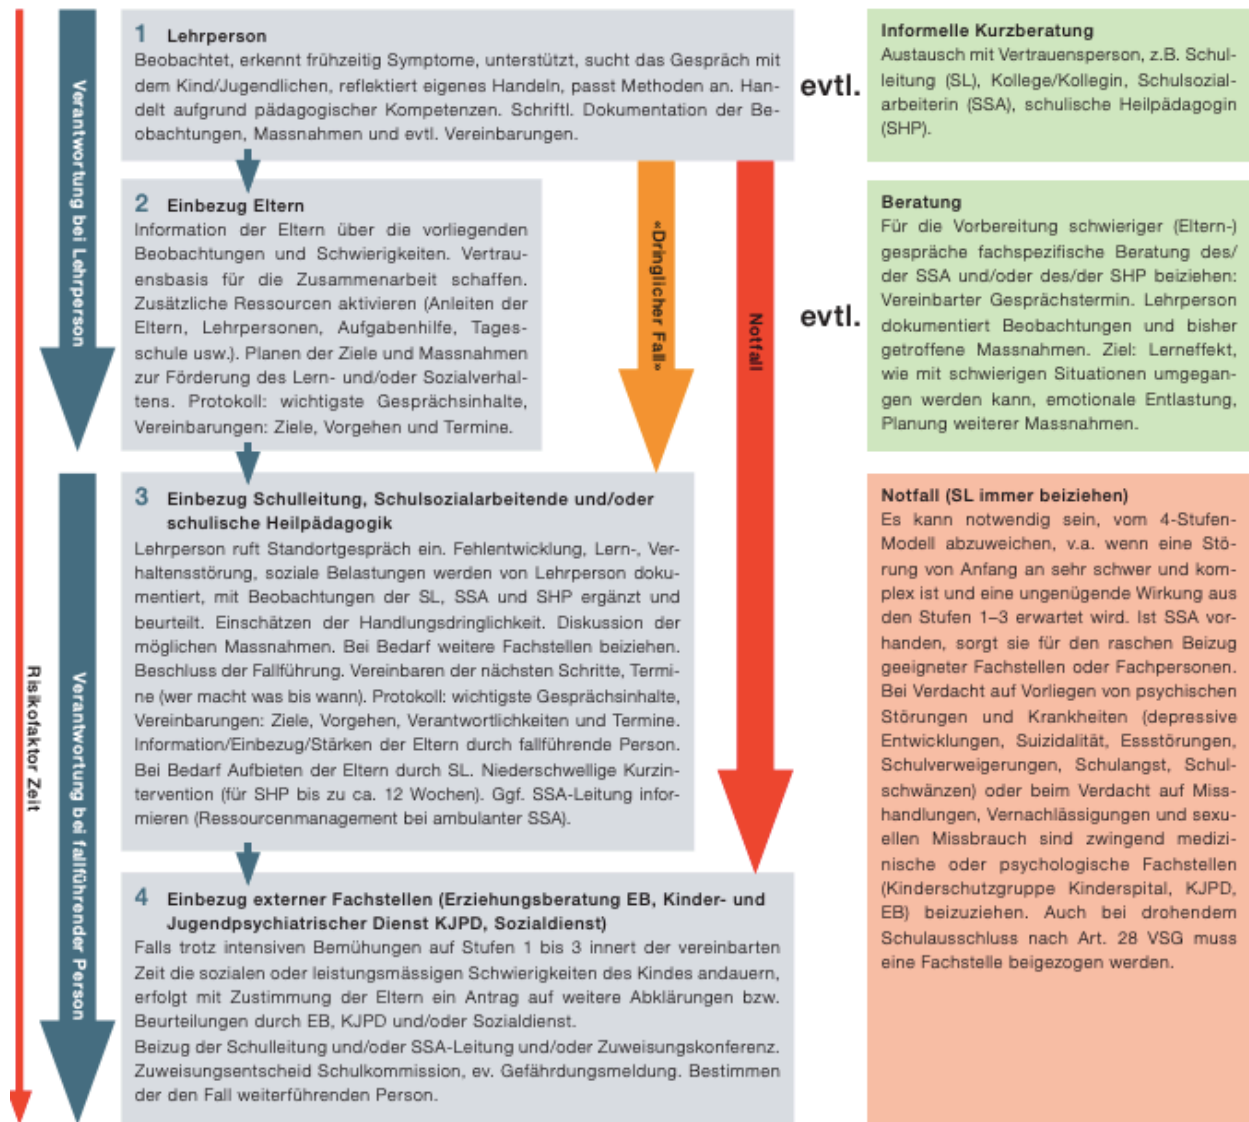 1 Lehrperson
Beobachtet, erkennt frühzeitig Symptome, unterstützt, sucht das Gespräch mit
dem Kind/Jugendlichen, reflektiert eigenes Handeln, passt Methoden an. Han-
delt aufgrund pädagogischer Kompetenzen. Schriftl. Dokumentation der Be-
obachtungen, Massnahmen und evtl. Vereinbarungen.
evtl.
Informelle Kurzberatung
Austausch mit Vertrauensperson, z.B. Schul-
leitung (SL), Kollege/Kollegin, Schulsozial-
arbeiterin (SSA), schulische Heilpädagogin
(SHP).
Verantwortung bei Lehrperson
2 Einbezug Eltern
Information der Eltern über die vorliegenden
Beobachtungen und Schwierigkeiten. Vertrau-
ensbasis für die Zusammenarbeit schaffen.
Zusätzliche Ressourcen aktivieren (Anleiten der
Eltern, Lehrpersonen, Aufgabenhilfe, Tages-
schule usw.). Planen der Ziele und Massnahmen
zur Förderung des Lern- und/oder Sozialverhal-
tens. Protokoll: wichtigste Gesprächsinhalte,
Vereinbarungen: Ziele, Vorgehen und Termine.
«Dringlicher Fall»
Notfall
evtl.
Beratung
Für die Vorbereitung schwieriger (Eltern-)
gespräche fachspezifische Beratung des/
der SSA und/oder des/der SHP beiziehen:
Vereinbarter Gesprächstermin. Lehrperson
dokumentiert Beobachtungen und bisher
getroffene Massnahmen. Ziel: Lerneffekt,
wie mit schwierigen Situationen umgegan-
gen werden kann, emotionale Entlastung,
Planung weiterer Massnahmen.
3 Einbezug Schulleitung, Schulsozialarbeitende und/oder
schulische Heilpädagogik
Lehrperson ruft Standortgespräch ein. Fehlentwicklung, Lern-, Ver-
haltensstörung, soziale Belastungen werden von Lehrperson doku-
mentiert, mit Beobachtungen der SL, SSA und SHP ergänzt und
beurteilt. Einschätzen der Handlungsdringlichkeit. Diskussion der
möglichen Massnahmen. Bei Bedarf weitere Fachstellen beiziehen.
Beschluss der Fallführung. Vereinbaren der nächsten Schritte, Termi-
ne (wer macht was bis wann). Protokoll: wichtigste Gesprächsinhalte,
Vereinbarungen: Ziele, Vorgehen, Verantwortlichkeiten und Termine.
Information/Einbezug/Stärken der Eltern durch fallführende Person.
Bei Bedarf Aufbieten der Eltern durch SL. Niederschwellige Kurzin-
tervention (für SHP bis zu ca. 12 Wochen). Ggf. SSA-Leitung infor-
mieren (Ressourcenmanagement bei ambulanter SSA).
Risikofaktor Zeit
Verantwortung bei fallführender Person
4 Einbezug externer Fachstellen (Erziehungsberatung EB, Kinder- und
Jugendpsychiatrischer Dienst KJPD, Sozialdienst)
Falls trotz intensiven Bemühungen auf Stufen 1 bis 3 innert der vereinbarten
Zeit die sozialen oder leistungsmässigen Schwierigkeiten des Kindes andauern,
erfolgt mit Zustimmung der Eltern ein Antrag auf weitere Abklärungen bzw.
Beurteilungen durch EB, KJPD und/oder Sozialdienst.
Beizug der Schulleitung und/oder SSA-Leitung und/oder Zuweisungskonferenz.
Zuweisungsentscheid Schulkommission, ev. Gefährdungsmeldung. Bestimmen
der den Fall weiterführenden Person.
Notfall (SL immer beiziehen)
Es kann notwendig sein, vom 4-Stufen-
Modell abzuweichen, v.a. wenn eine Stö-
rung von Anfang an sehr schwer und kom-
plex ist und eine ungenügende Wirkung aus
den Stufen 1–3 erwartet wird. Ist SSA vor-
handen, sorgt sie für den raschen Beizug
geeigneter Fachstellen oder Fachpersonen.
Bei Verdacht auf Vorliegen von psychischen
Störungen und Krankheiten (depressive
Entwicklungen, Suizidalität, Essstörungen,
Schulverweigerungen, Schulangst, Schul-
schwänzen) oder beim Verdacht auf Miss-
handlungen, Vernachlässigungen und sexu-
ellen Missbrauch sind zwingend medizi-
nische oder psychologische Fachstellen
(Kinderschutzgruppe Kinderspital, KJPD,
EB) beizuziehen. Auch bei drohendem
Schulausschluss nach Art. 28 VSG muss
eine Fachstelle beigezogen werden.